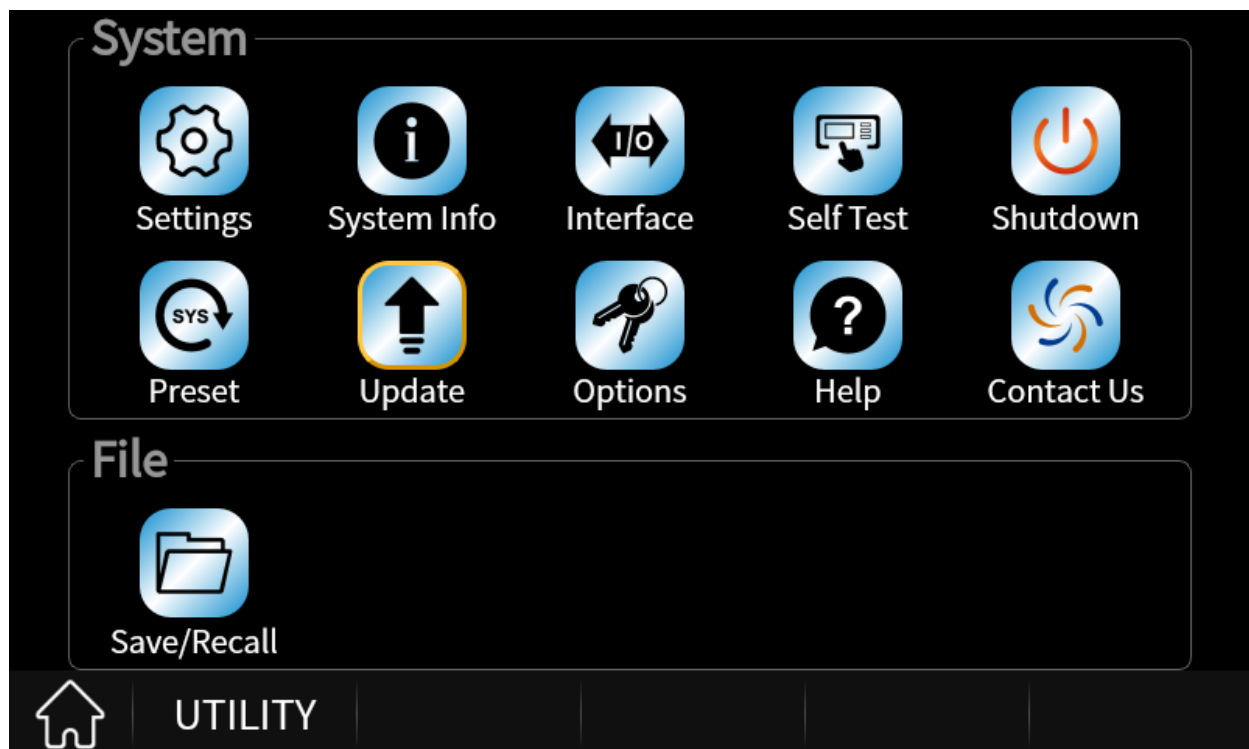 System
i
I/O
Settings
System Info
Interface
Self Test
Shutdown
SYS
?
Preset
Update
Options
Help
Contact Us
File
Save/Recall
UTILITY